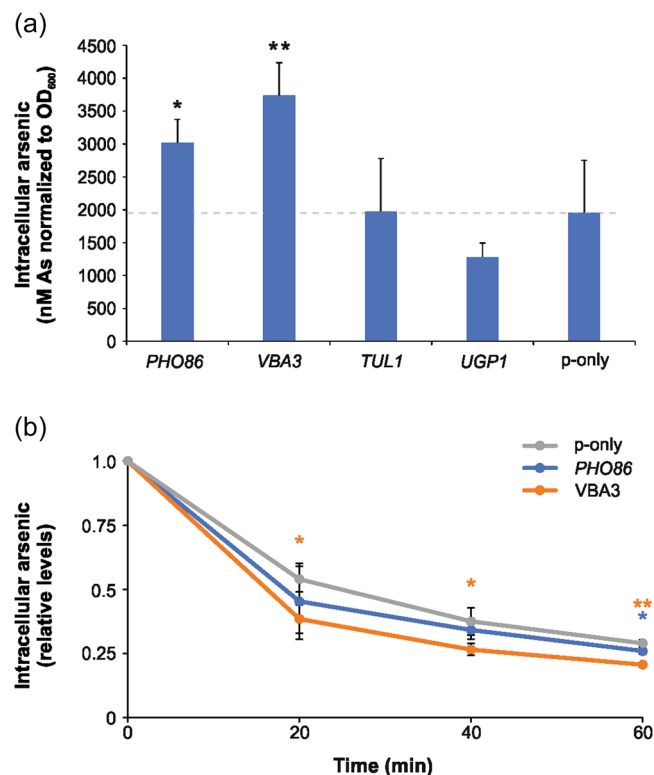 (a)
Intracellular arsenic
(nM As normalized to OD600)
4500
4000
3500
3000
2500
2000
1500
1000
500
0
*
**
PHO86 VBA3 TUL1 UGP1 p-only
(b)
Intracellular arsenic
(relative levels)
1.0
0.75
0.5
0.25
0
p-only
PHO86
VBA3
*
*
**
*
0 20 40 60
Time (min)